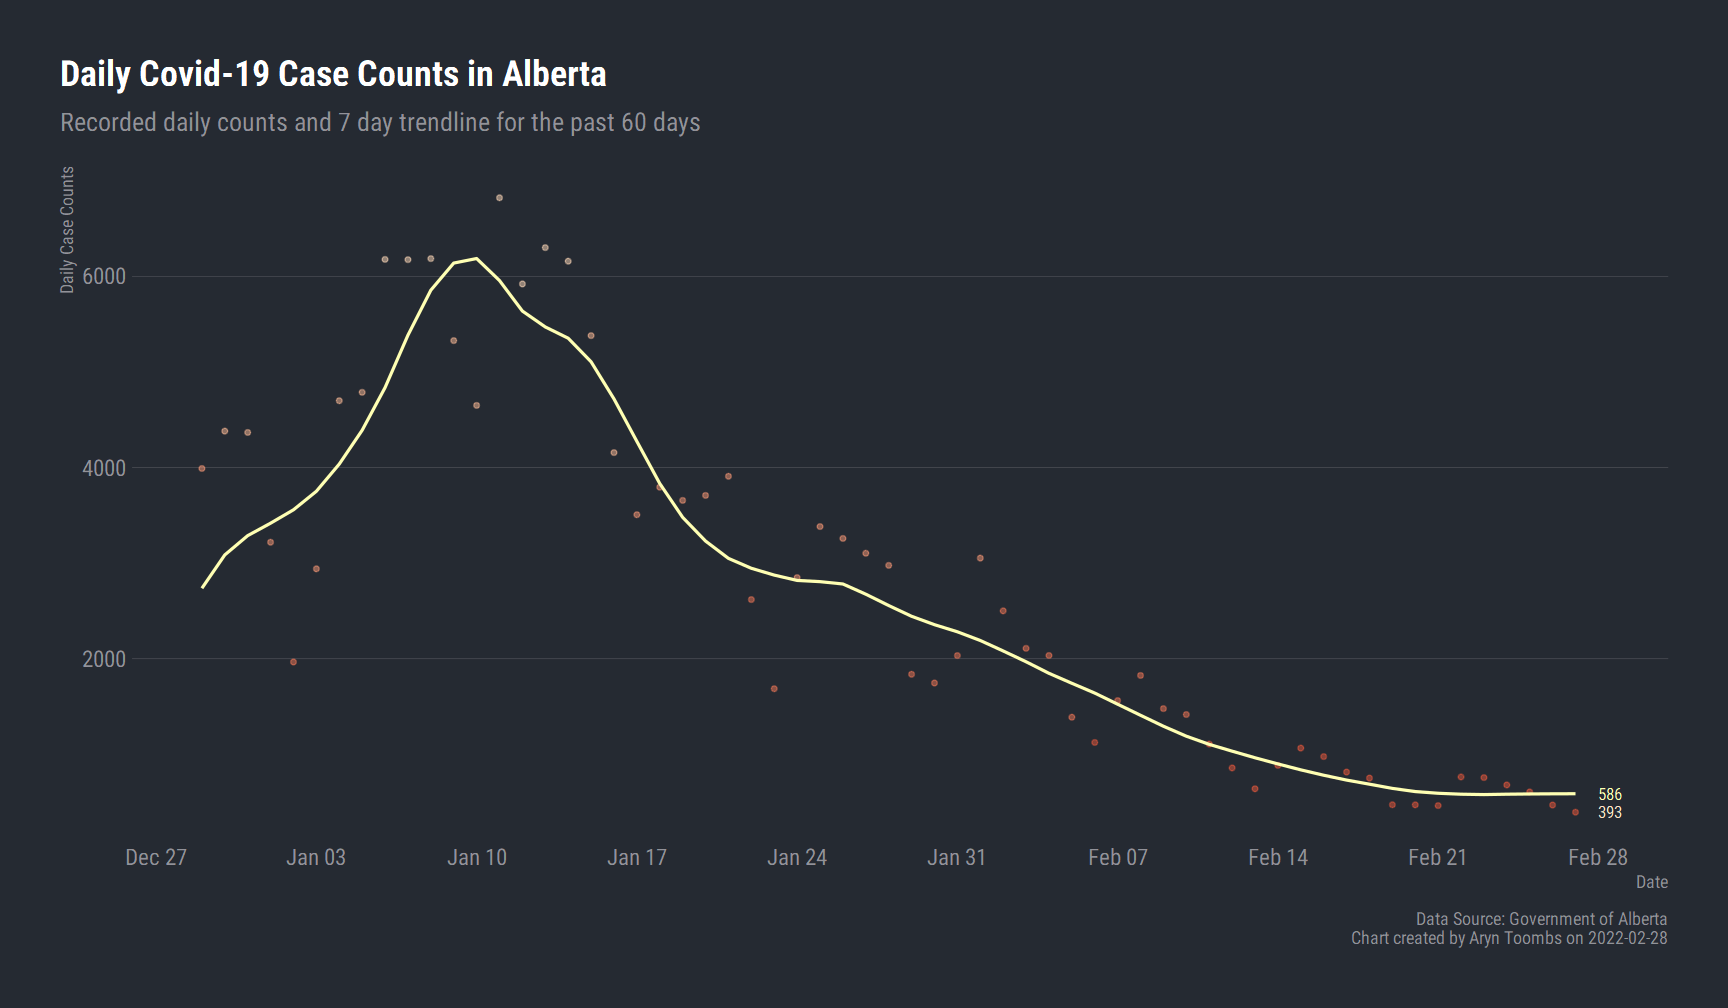 Daily Covid-19 Case Counts in Alberta
Recorded daily counts and 7 day trendline for the past 60 days
Daily Case Counts
6000
4000
2000
586
393
Dec 27 Jan 03 Jan 10 Jan 17 Jan 24 Jan 31 Feb 07 Feb 14 Feb 21 Feb 28
Date
Data Source: Government of Alberta
Chart created by Aryn Toombs on 2022-02-28